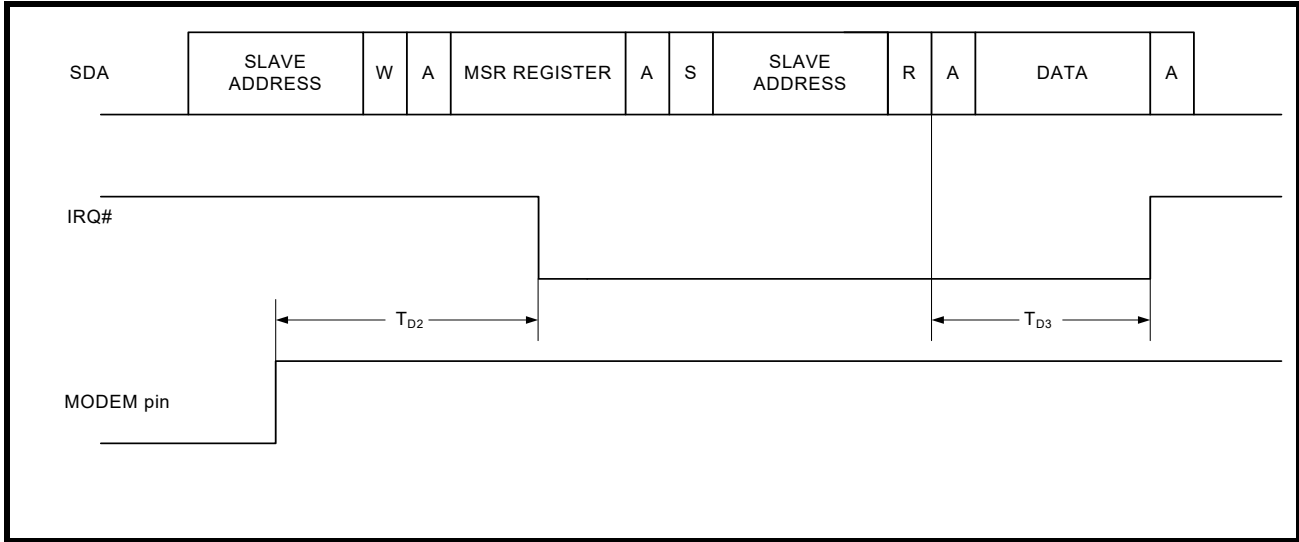 SDA
SLAVE
ADDRESS
W
A
MSR REGISTER
A
S
SLAVE
ADDRESS
R
A
DATA
A
IRQ#
TD2
TD3
MODEM pin